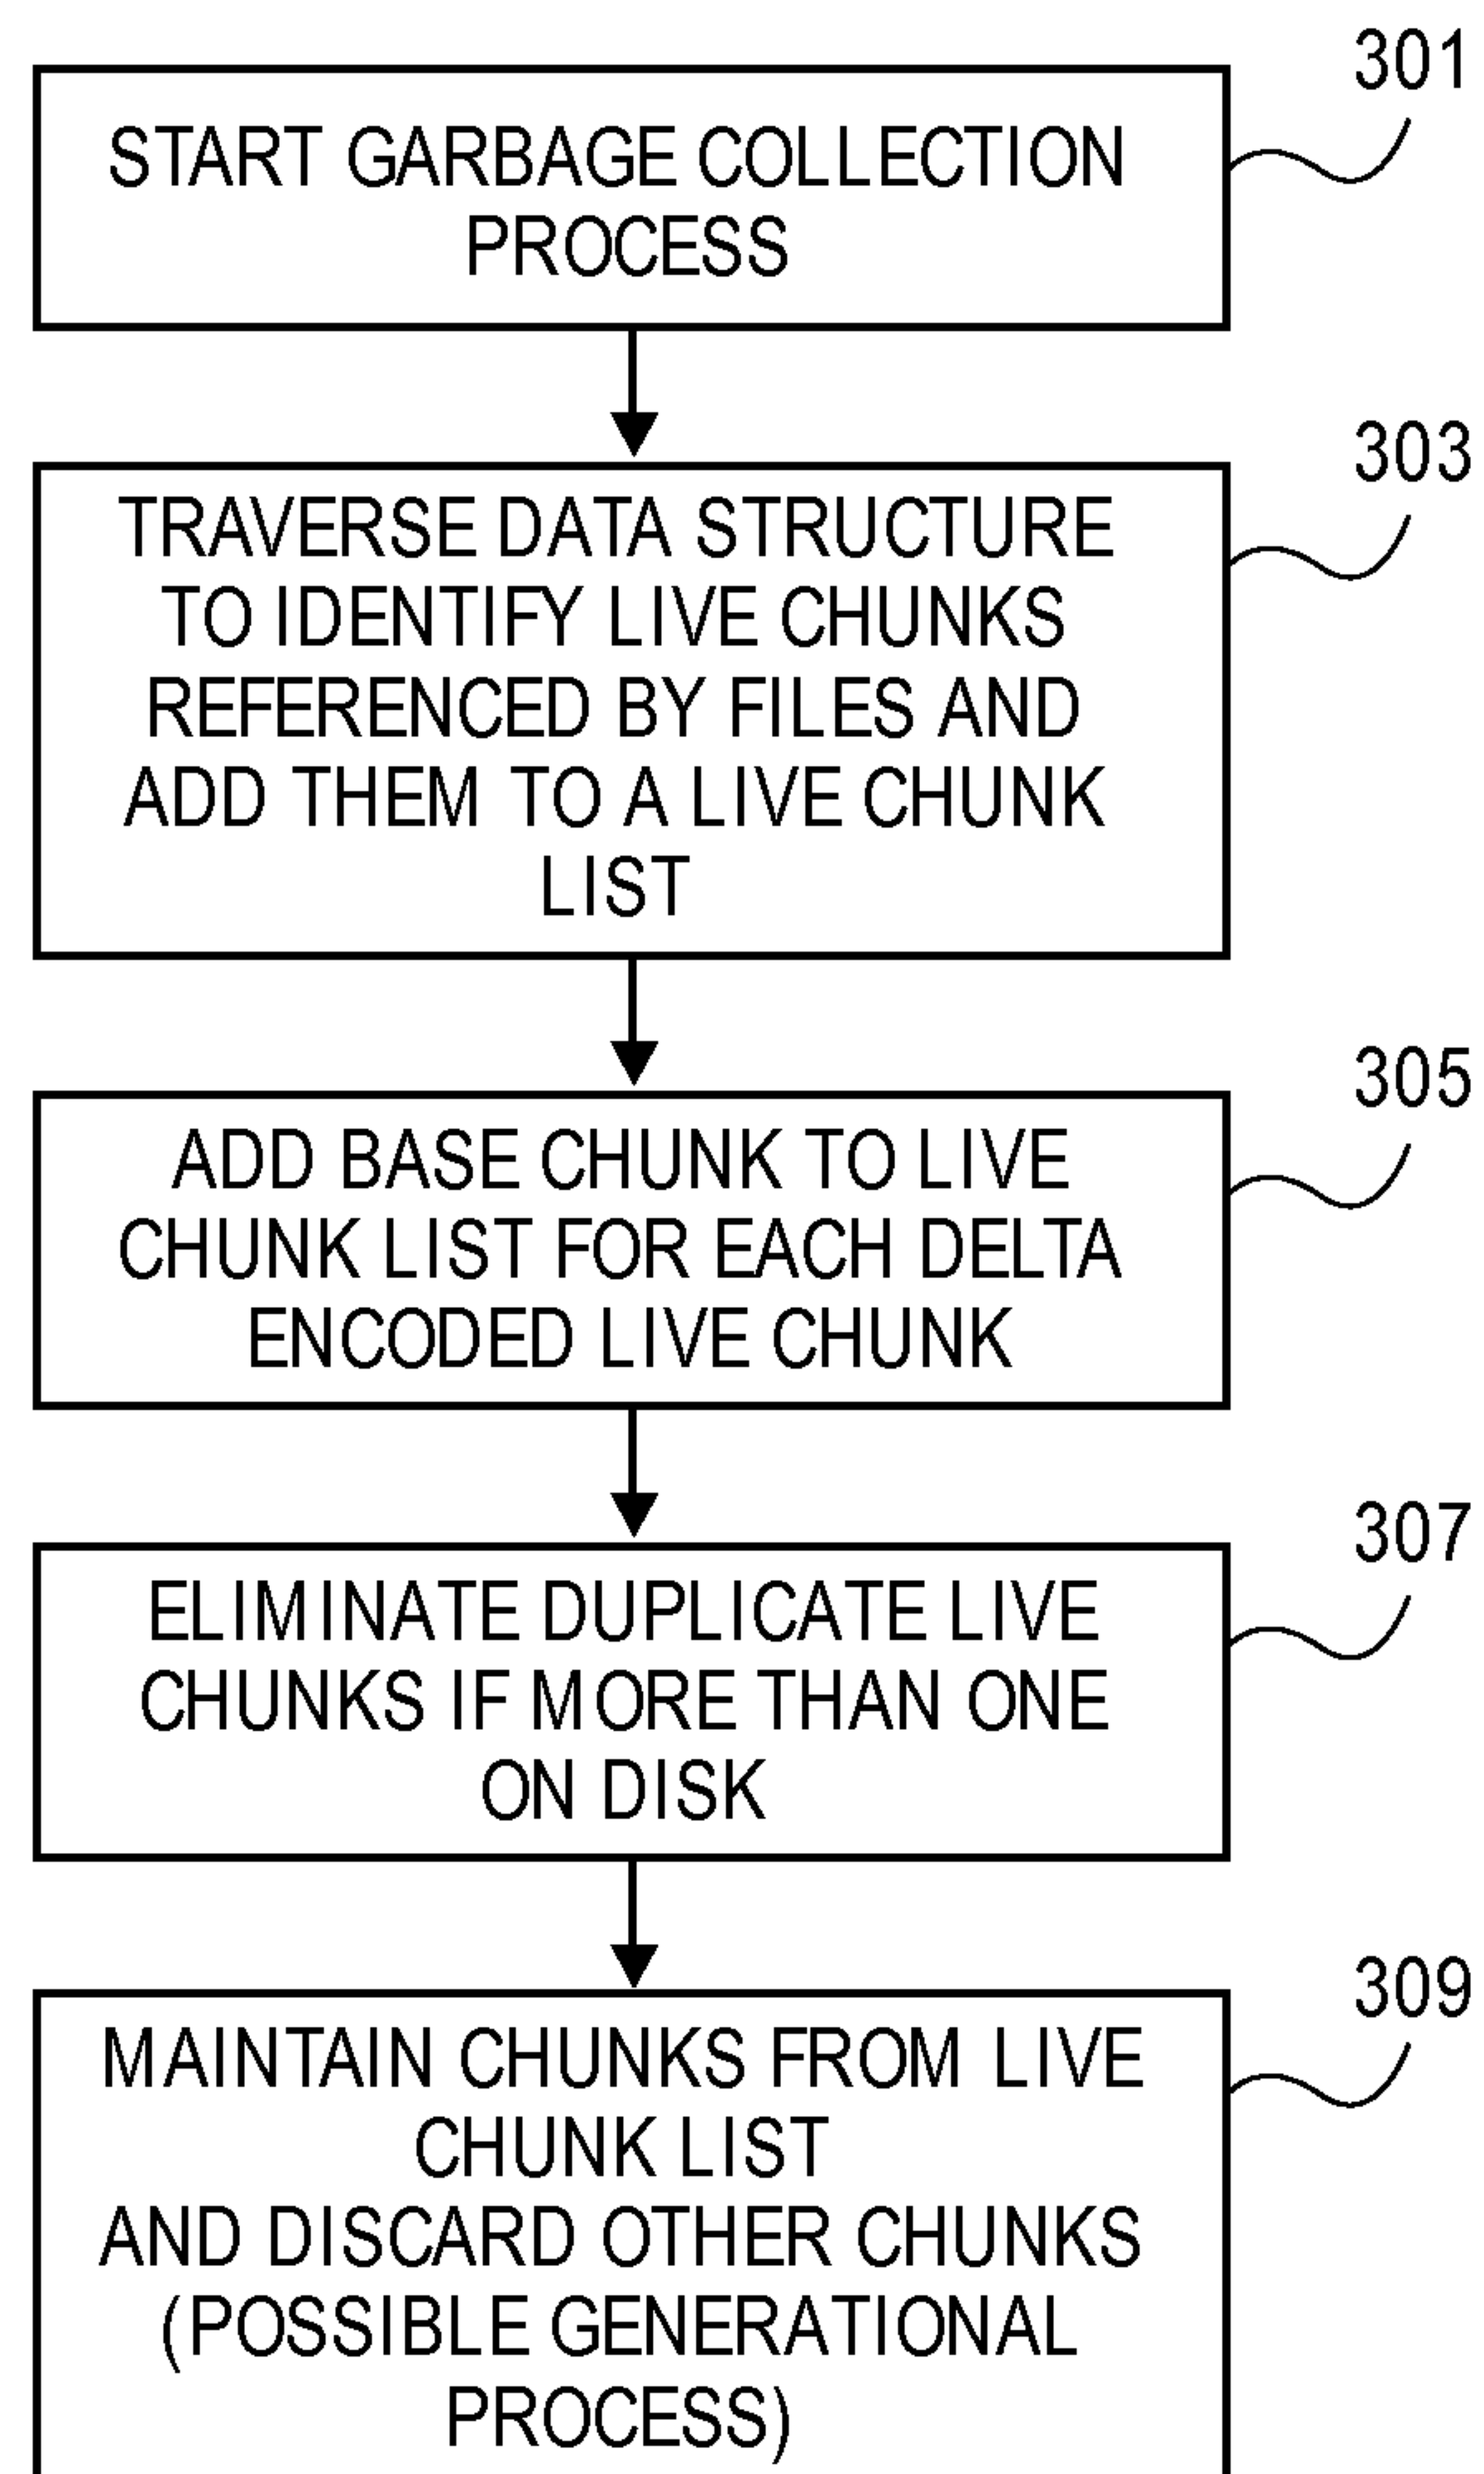 301
START GARBAGE COLLECTION
PROCESS
303
TRAVERSE DATA STRUCTURE
TO IDENTIFY LIVE CHUNKS
REFERENCED BY FILES AND
ADD THEM TO A LIVE CHUNK
LIST
305
ADD BASE CHUNK TO LIVE
CHUNK LIST FOR EACH DELTA
ENCODED LIVE CHUNK
307
ELIMINATE DUPLICATE LIVE
CHUNKS IF MORE THAN ONE
ON DISK
309
MAINTAIN CHUNKS FROM LIVE
CHUNK LIST
AND DISCARD OTHER CHUNKS
(POSSIBLE GENERATIONAL
PROCESS)